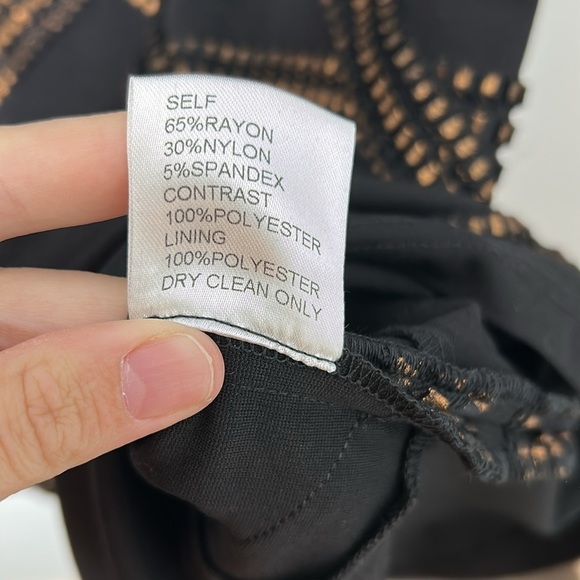 SELF
65%RAYON
30%NYLON
5%SPANDEX
CONTRAST
100%POLYESTER
LINING
100%POLYESTER
DRY CLEAN ONLY